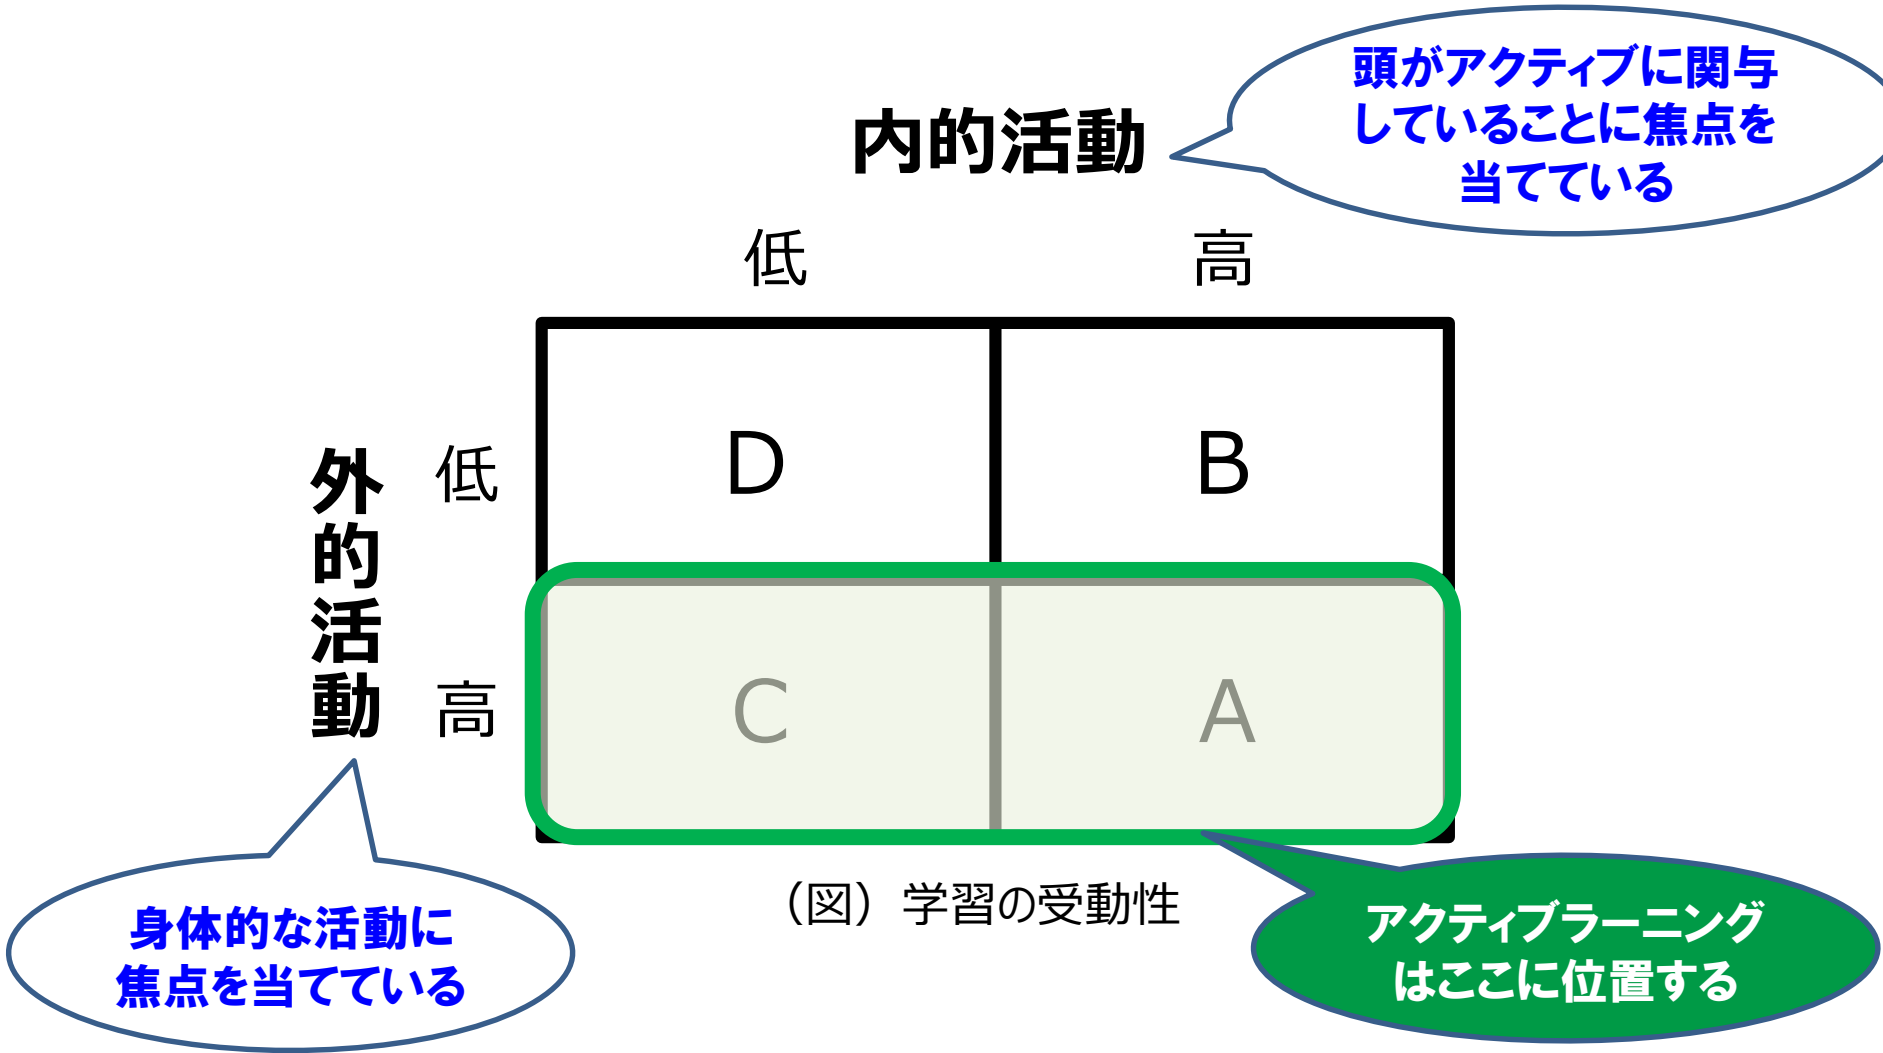 頭がアクティブに関与
していることに焦点を
当てている
内的活動
低 高
外的活動
低
D B
高
C A
（図）学習の受動性
身体的な活動に
焦点を当てている
アクティブラーニング
はここに位置する